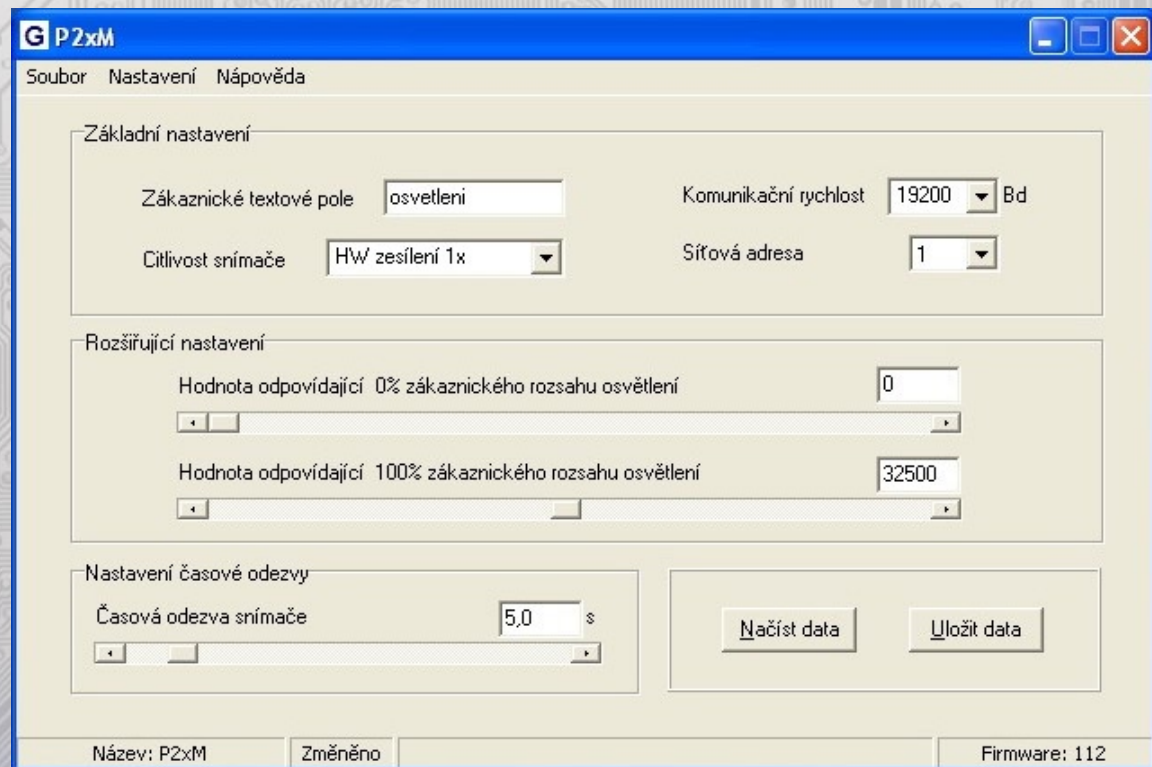 G P2xM
Soubor Nastavení Nápověda
Základní nastavení
Zákaznické textové pole osvetleni
Komunikační rychlost 19200 Bd
Citlivost snímače HW zesílení 1x
Síťová adresa 1
Rozšiřující nastavení
Hodnota odpovídající 0% zákaznického rozsahu osvětlení 0
Hodnota odpovídající 100% zákaznického rozsahu osvětlení 32500
Nastavení časové odezvy
Časová odezva snímače 5,0 s
Načíst data Uložit data
Název: P2xM Změněno Firmware: 112